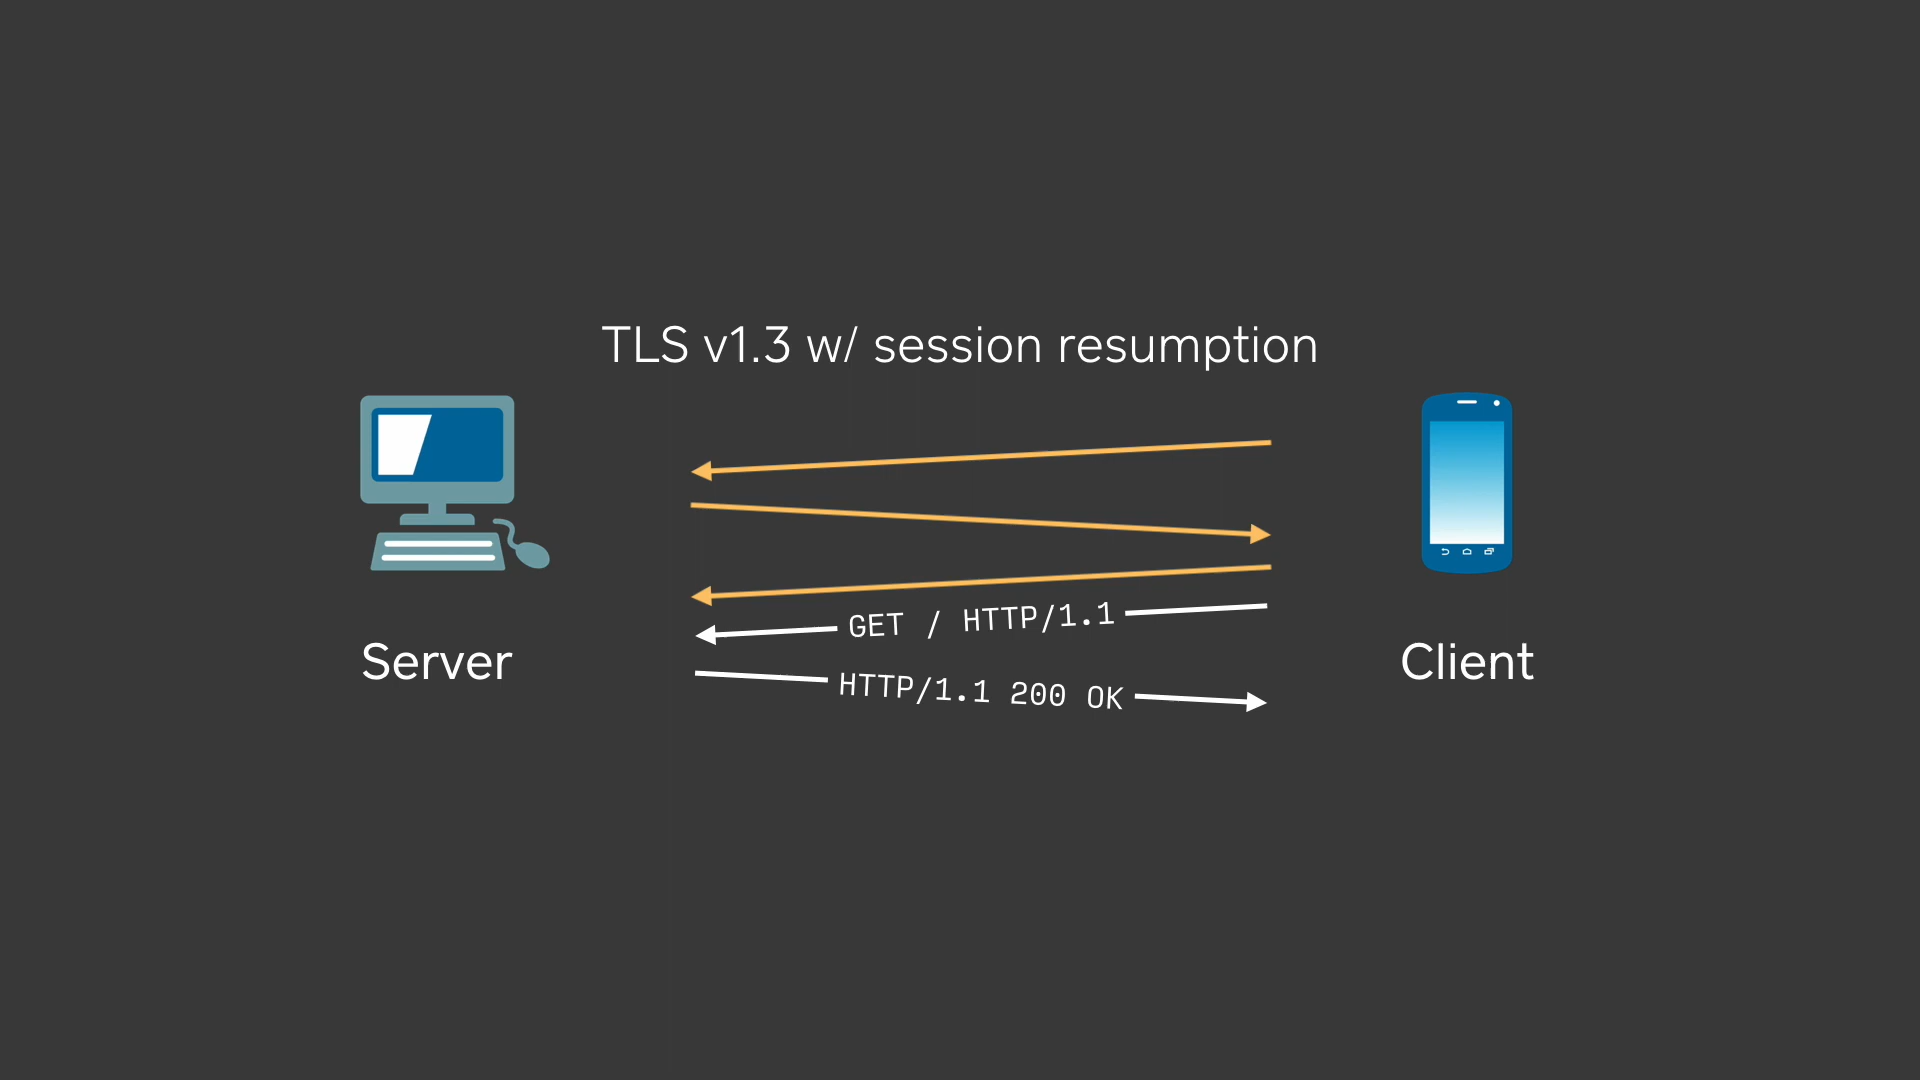 TLS v1.3 w/ session resumption
GET / HTTP/1.1
HTTP/1.1 200 OK
Server
Client